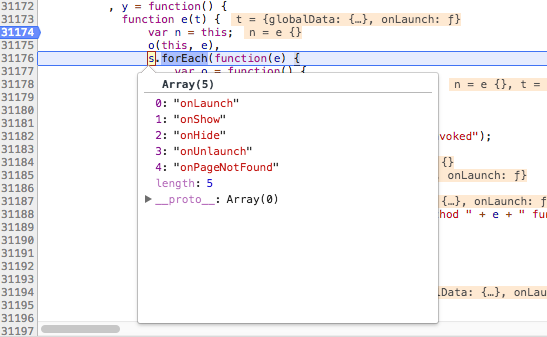 31172 , y = function() {
31173 function e(t) { t = {globalData: {…}, onLaunch: ƒ}
31174 var n = this; n = e {}
31175 o(this, e),
31176 s.forEach(function(e) {
31177 var o = function() {
31178 n = e {}, t =
Array(5)
31179
0: "onLaunch"
31180
1: "onShow"
31181
31182 voked");
2: "onHide"
31183
3: "onUnlaunch"
31184 {}
4: "onPageNotFound"
31185 onLaunch: ƒ}
length: 5
31186
__proto__: Array(0)
31187 {…}, onLaunch: ƒ
31188 hod " + e + " fun
31189
31190
31191
31192
31193
31194 Data: {…}, onLaun
31195
31196
31197